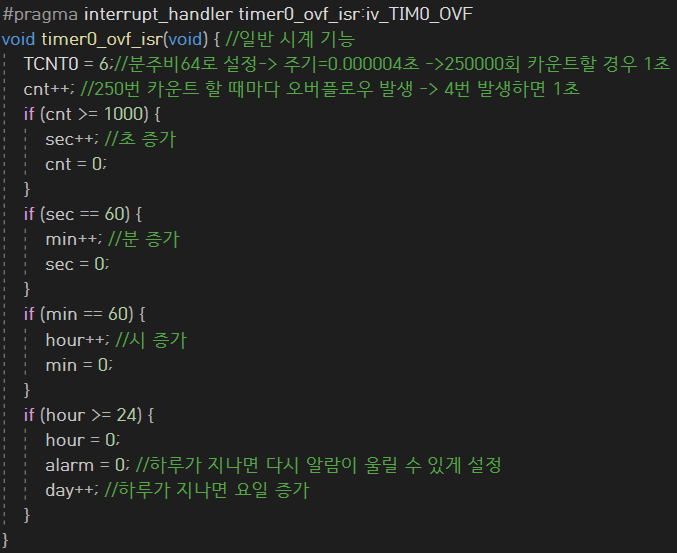 #pragma interrupt_handler timer0_ovf_isr:iv_TIM0_OVF
void timer0_ovf_isr(void) { //일반 시계 기능
TCNT0 = 6;//분주비64로 설정-> 주기=0.000004초 ->250000회 카운트할 경우 1초
cnt++; //250번 카운트 할 때마다 오버플로우 발생 -> 4번 발생하면 1초
if (cnt >= 1000) {
sec++; //초 증가
cnt = 0;
}
if (sec == 60) {
min++; //분 증가
sec = 0;
}
if (min == 60) {
hour++; //시 증가
min = 0;
}
if (hour >= 24) {
hour = 0;
alarm = 0; //하루가 지나면 다시 알람이 울릴 수 있게 설정
day++; //하루가 지나면 요일 증가
}
}